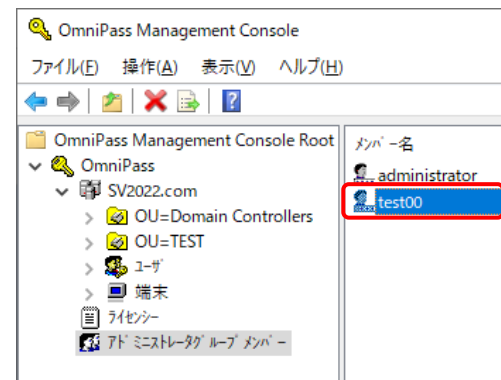 OmniPass Management Console
ファイル(F) 操作(A) 表示(V) ヘルプ(H)
OmniPass Management Console Root
OmniPass
SV2022.com
OU=Domain Controllers
OU=TEST
ﾕｰｻﾞ
端末
ﾗｲｾﾝｼｰ
ｱﾄﾞﾐﾆｽﾄﾚｰﾀｸﾞﾙｰﾌﾟﾒﾝﾊﾞｰ
ﾒﾝﾊﾞｰ名
administrator
test00